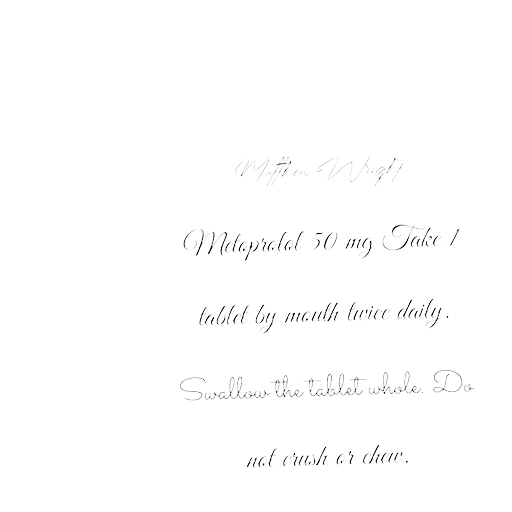 Matthew Wright
Metoprolol 50 mg Take 1
tablet by mouth twice daily.
Swallow the tablet whole. Do
not crush or chew.